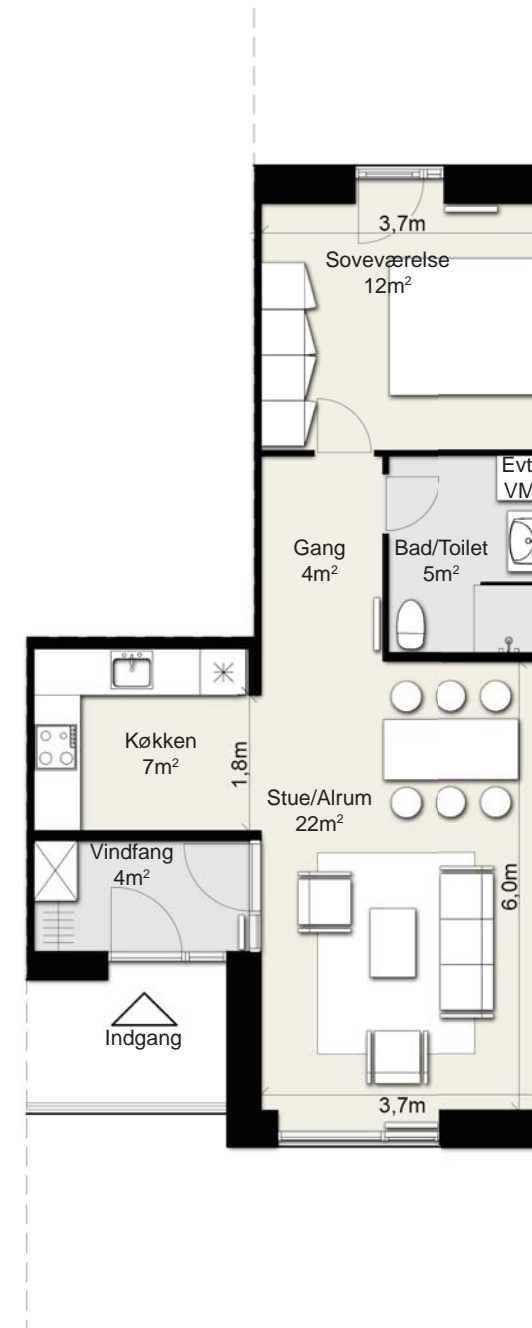 3,7m
Soveværelse
12m²
Evt
VM
Gang
4m²
Bad/Toilet
5m²
Køkken
7m²
1,8m
Stue/Alrum
22m²
Vindfang
4m²
6,0m
Indgang
3,7m